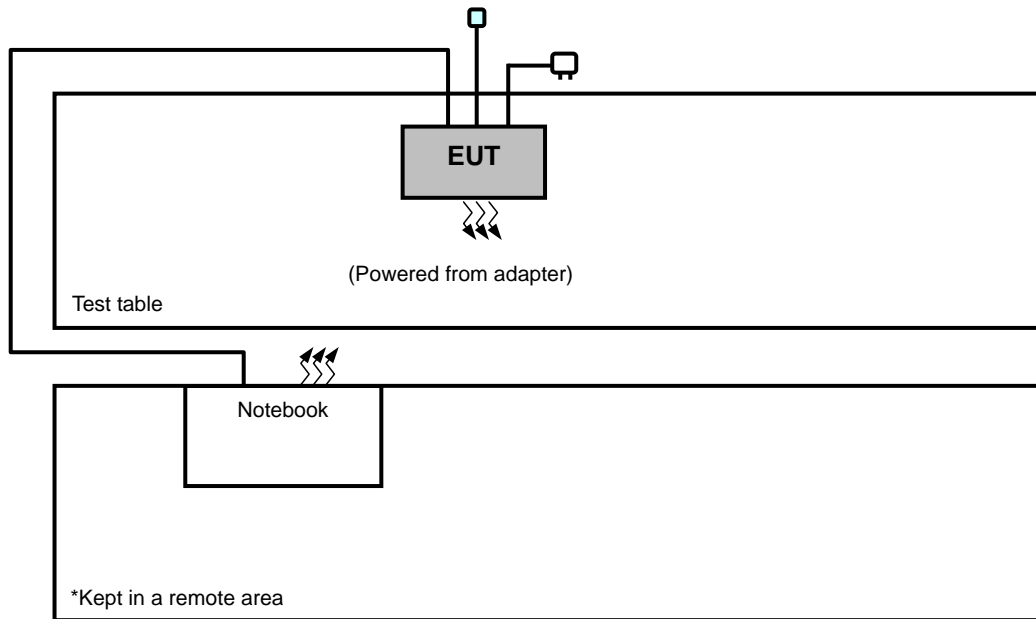 EUT
(Powered from adapter)
Test table
Notebook
*Kept in a remote area